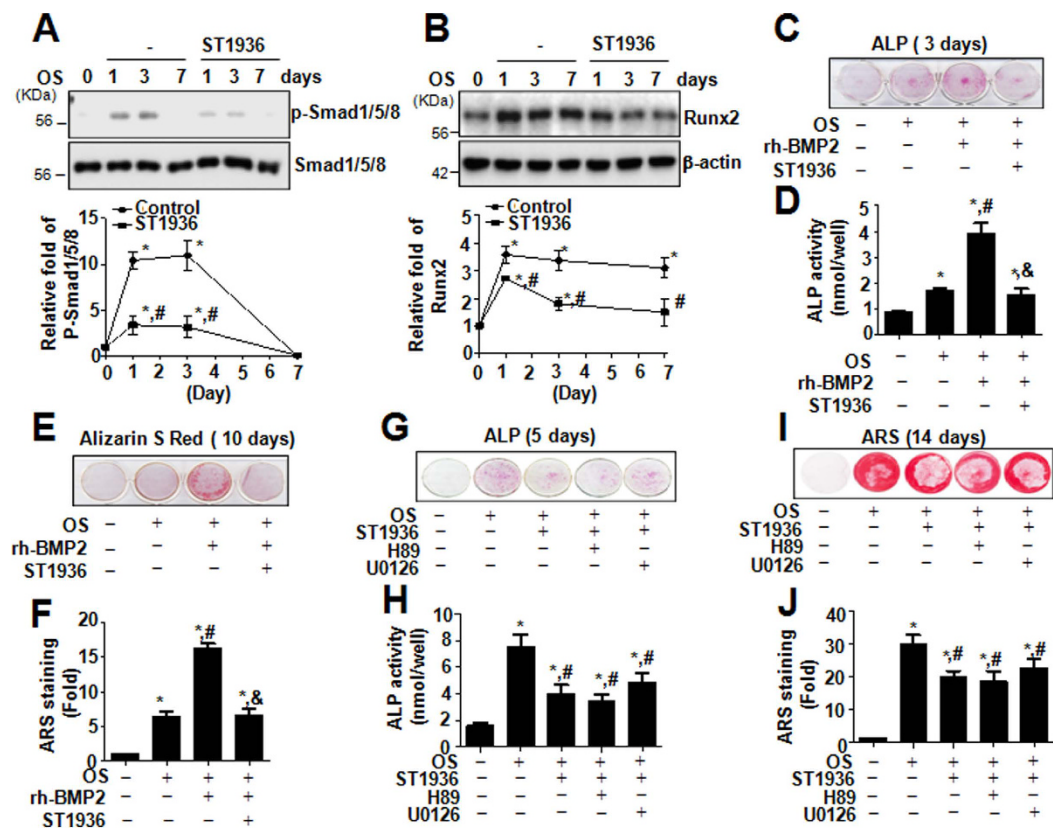 A
- ST1936
OS 0 1 3 7 1 3 7 days
(KDa)
56
p-Smad1/5/8
56
Smad1/5/8
Control
ST1936
Relative fold of
P-Smad1/5/8
15
10
5
0
* *
*,# *,#
0 1 2 3 4 5 6 7
(Day)
B
- ST1936
OS 0 1 3 7 1 3 7 days
(KDa)
56
Runx2
42
β-actin
Control
ST1936
Relative fold of
Runx2
5
4
3
2
1
0
* * *
*,# *,# #
0 1 2 3 4 5 6 7
(Day)
C
ALP ( 3 days)
OS − + + +
rh-BMP2 − − + +
ST1936 − − − +
D
ALP activity
(nmol/well)
5
4
3
2
1
0
* *,# *,&
OS − + + +
rh-BMP2 − − + +
ST1936 − − − +
E
Alizarin S Red ( 10 days)
OS − + + +
rh-BMP2 − − + +
ST1936 − − − +
F
ARS staining
(Fold)
20
15
10
5
0
* *,# *,&
OS − + + +
rh-BMP2 − − + +
ST1936 − − − +
G
ALP (5 days)
OS − + + + +
ST1936 − − + + +
H89 − − − + −
U0126 − − − − +
H
ALP activity
(nmol/well)
10
8
6
4
2
0
* *,# *,# *,#
OS − + + + +
ST1936 − − + + +
H89 − − − + −
U0126 − − − − +
I
ARS (14 days)
OS − + + + +
ST1936 − − + + +
H89 − − − + −
U0126 − − − − +
J
ARS staining
(Fold)
40
30
20
10
0
* *,# *,# *,#
OS − + + + +
ST1936 − − + + +
H89 − − − + −
U0126 − − − − +